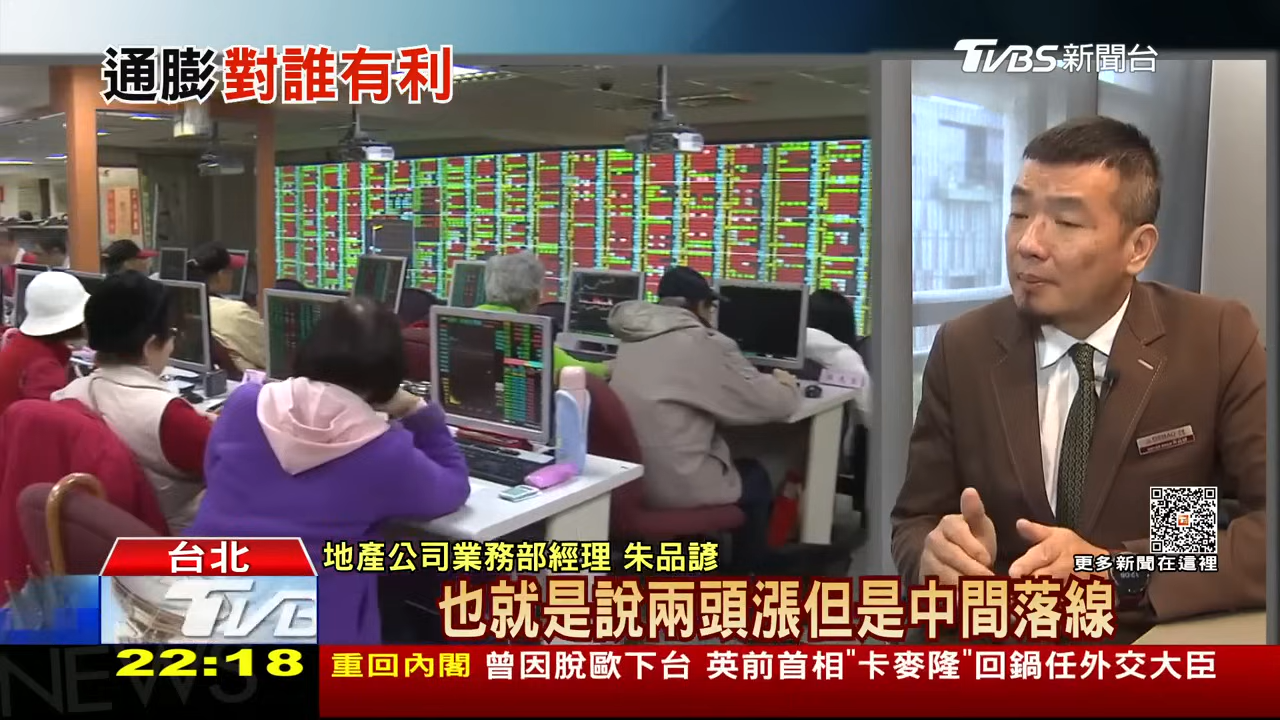 通膨對誰有利
TVBS新聞台
更多新聞在這裡
台北
地產公司業務部經理 朱品諺
也就是說兩頭漲但是中間落線
TVB
22:18
重回內閣 曾因脫歐下台 英前首相"卡麥隆"回鍋任外交大臣
NEWS